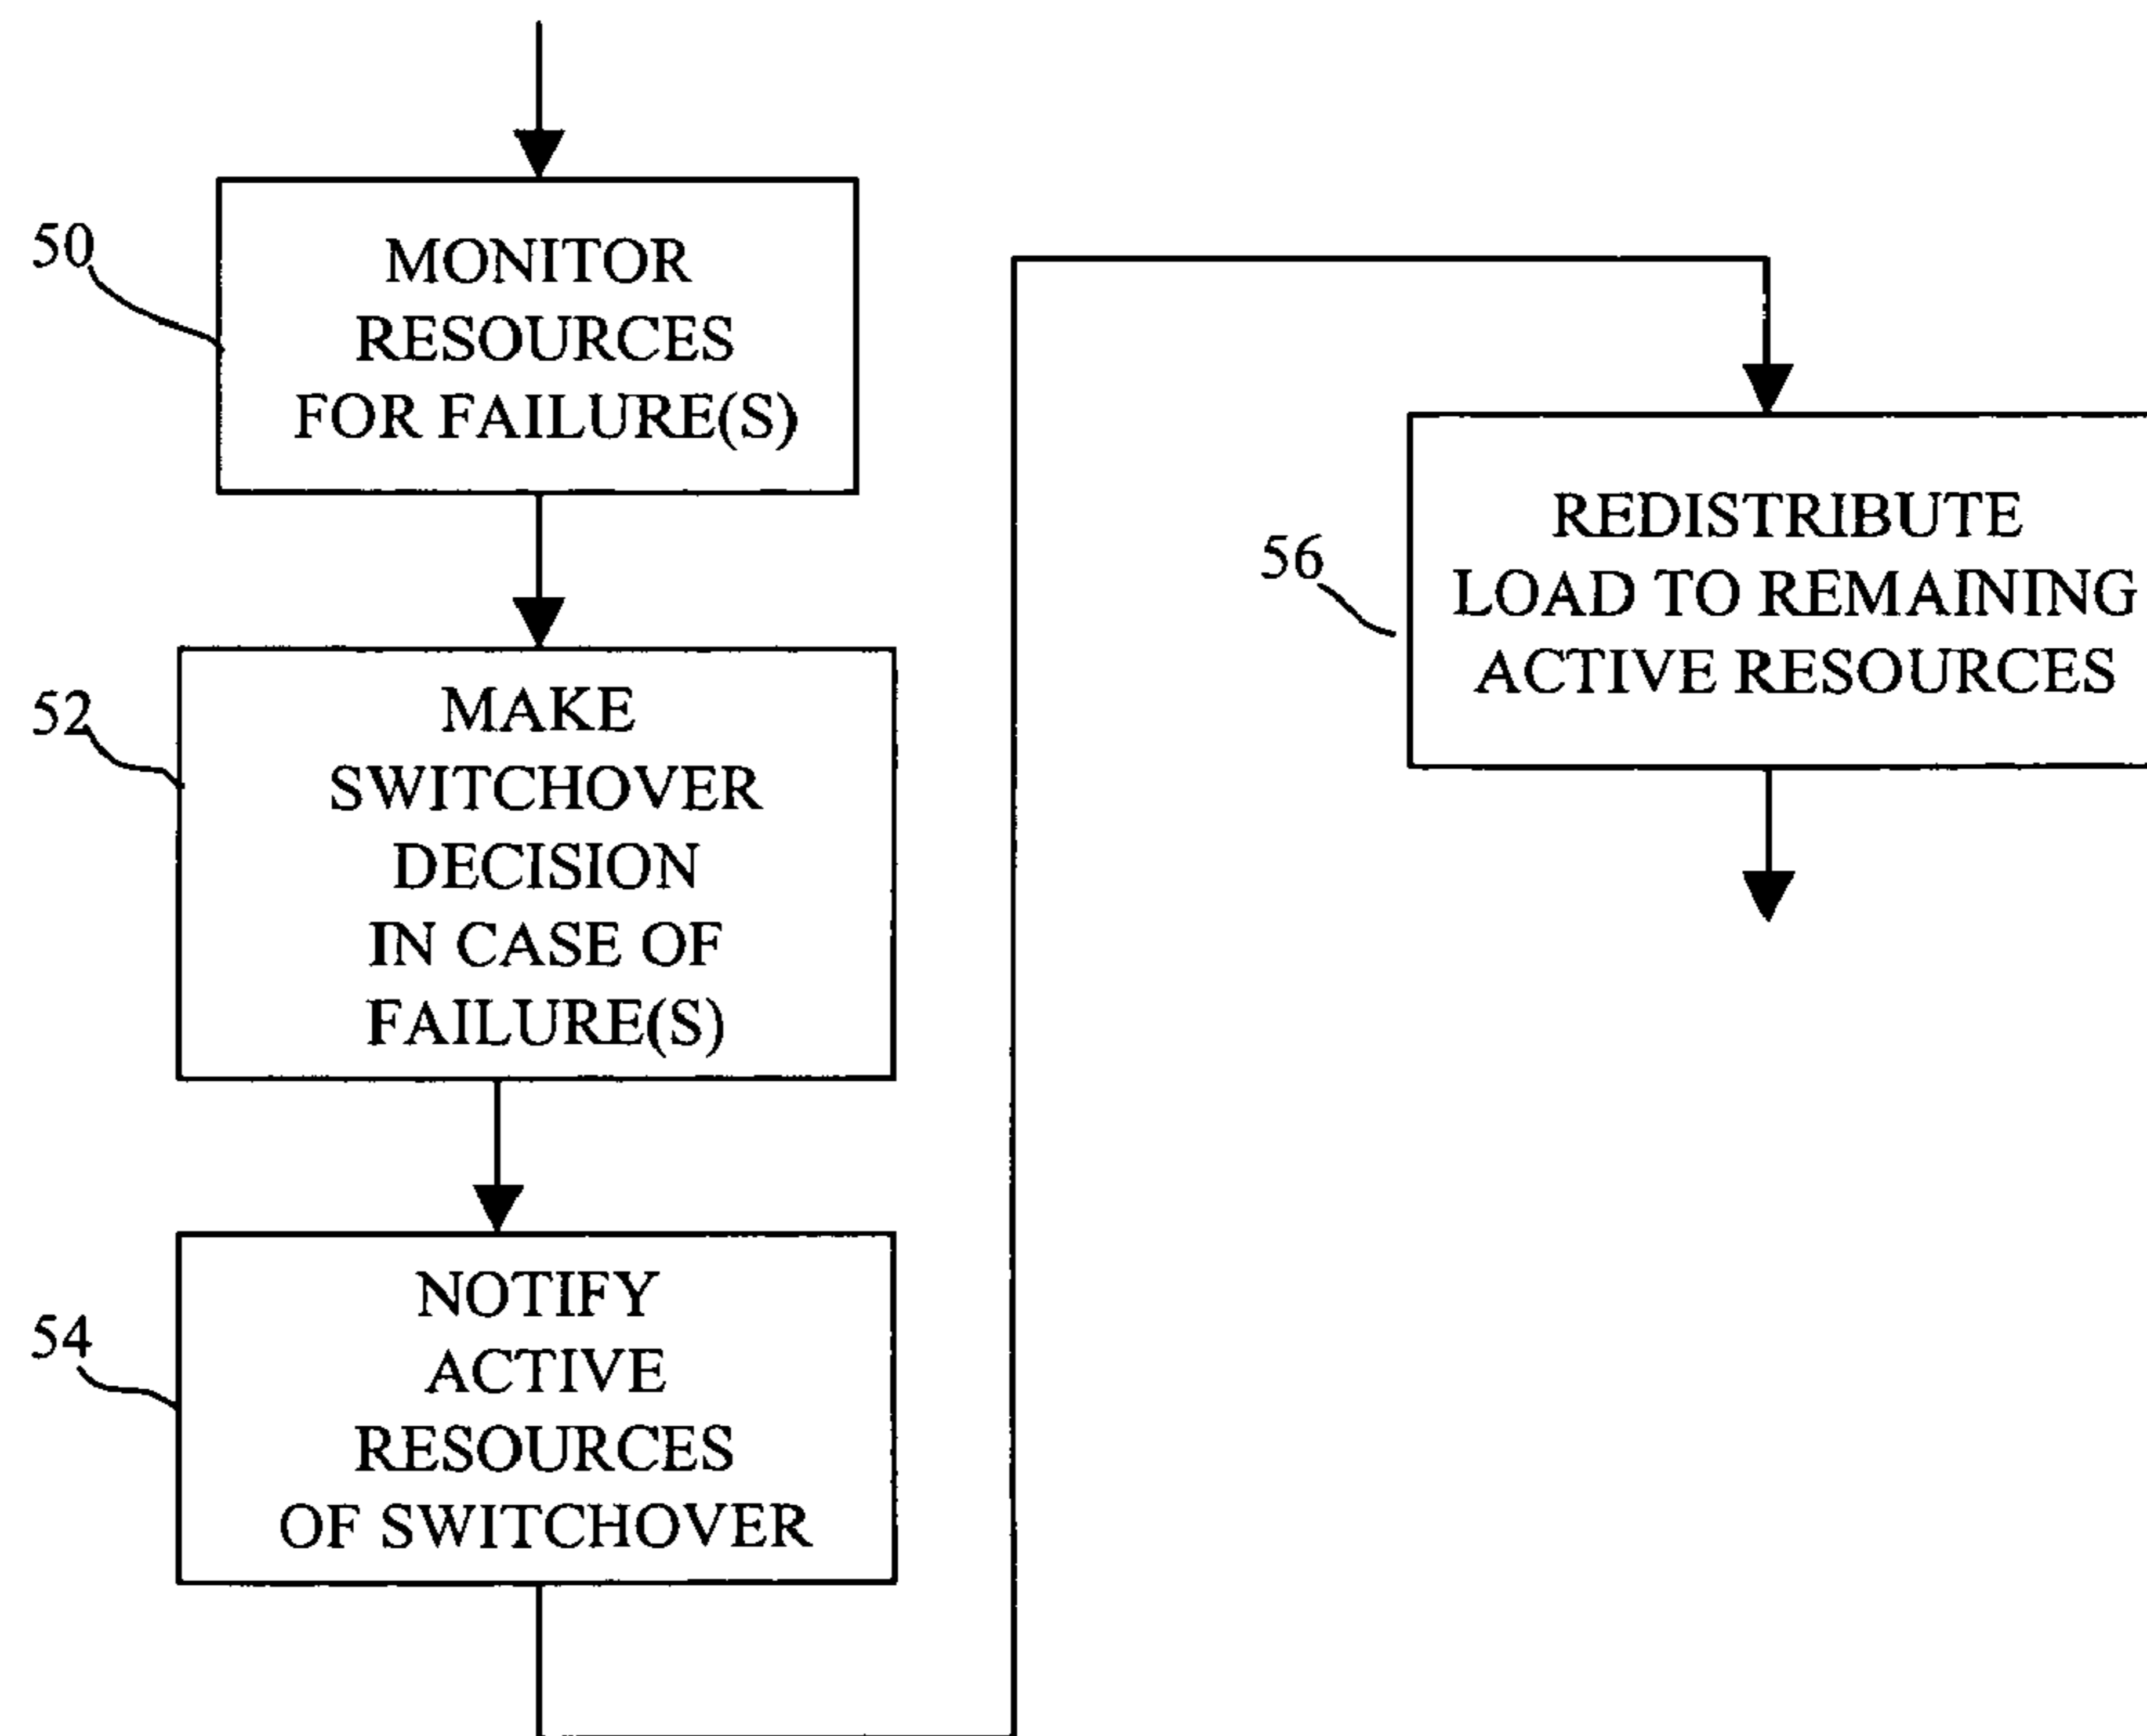 50
MONITOR
RESOURCES
FOR FAILURE(S)
52
MAKE
SWITCHOVER
DECISION
IN CASE OF
FAILURE(S)
54
NOTIFY
ACTIVE
RESOURCES
OF SWITCHOVER
56
REDISTRIBUTE
LOAD TO REMAINING
ACTIVE RESOURCES